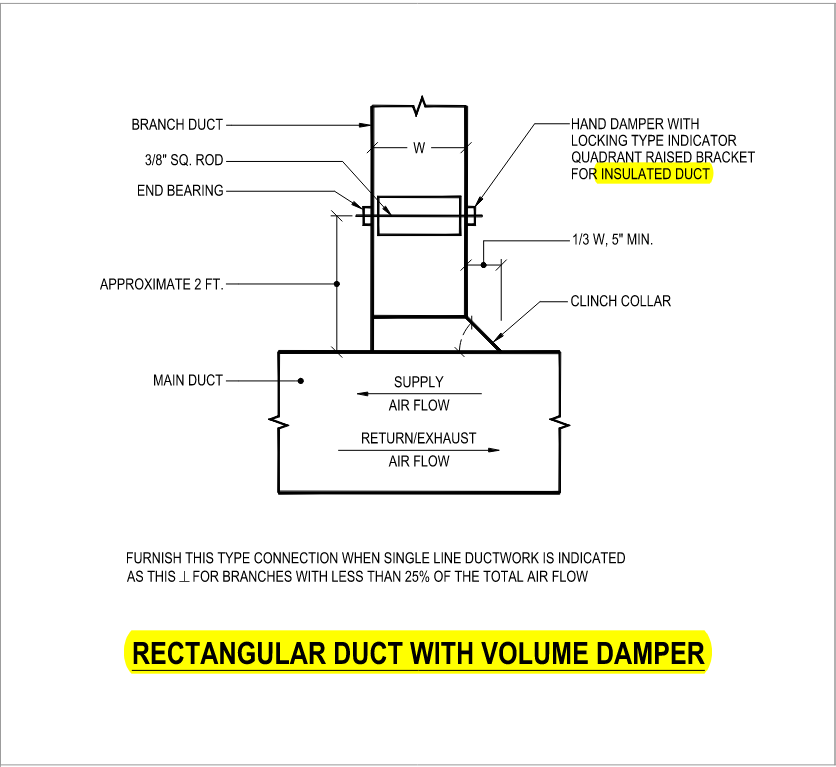 BRANCH DUCT
3/8" SQ. ROD
END BEARING
W
HAND DAMPER WITH
LOCKING TYPE INDICATOR
QUADRANT RAISED BRACKET
FOR INSULATED DUCT
1/3 W, 5" MIN.
APPROXIMATE 2 FT.
CLINCH COLLAR
MAIN DUCT
SUPPLY
AIR FLOW
RETURN/EXHAUST
AIR FLOW
FURNISH THIS TYPE CONNECTION WHEN SINGLE LINE DUCTWORK IS INDICATED
AS THIS ⊥ FOR BRANCHES WITH LESS THAN 25% OF THE TOTAL AIR FLOW
RECTANGULAR DUCT WITH VOLUME DAMPER